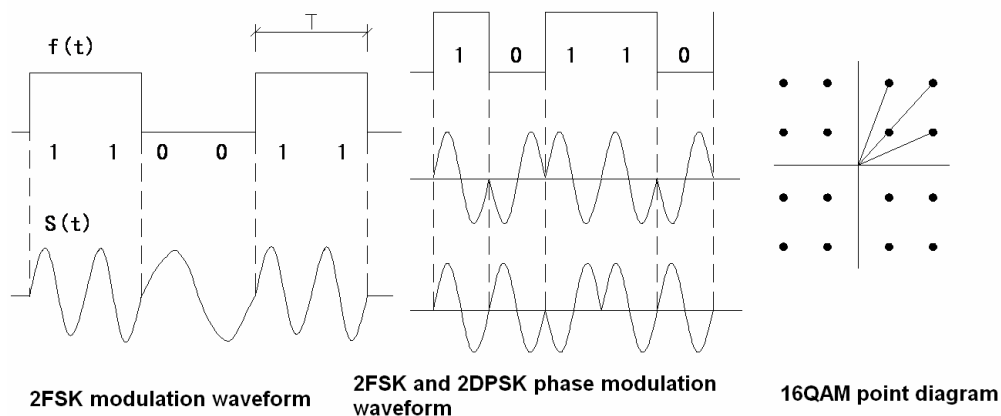 T
f(t)
1 1 0 0 1 1
S(t)
2FSK modulation waveform
1 0 1 1 0
2FSK and 2DPSK phase modulation
waveform
16QAM point diagram